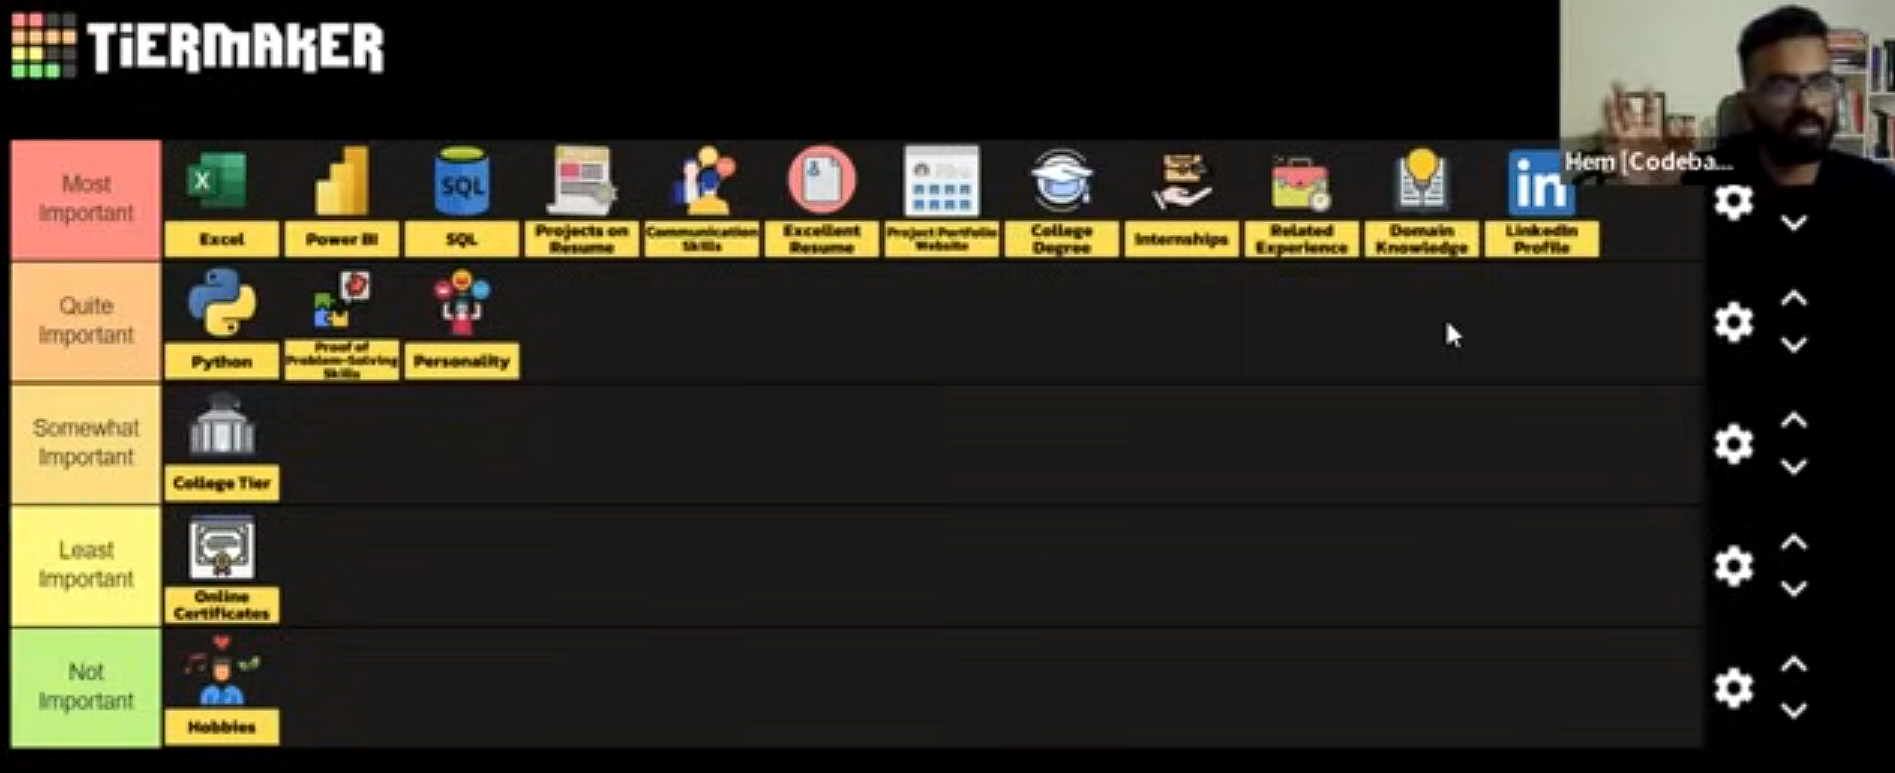 TiERMAKER
Hem [Codeba...
Most
Important
X
SQL
in
Excel
Power BI
SQL
Projects on
Resume
Communication
Skills
Excellent
Resume
Project Portfolio
Website
College
Degree
Internships
Related
Experience
Domain
Knowledge
LinkedIn
Profile
Quite
Important
Python
Proof of
Problem-Solving
Skills
Personality
Somewhat
Important
College Tier
Least
Important
Online
Certificates
Not
Important
Hobbies